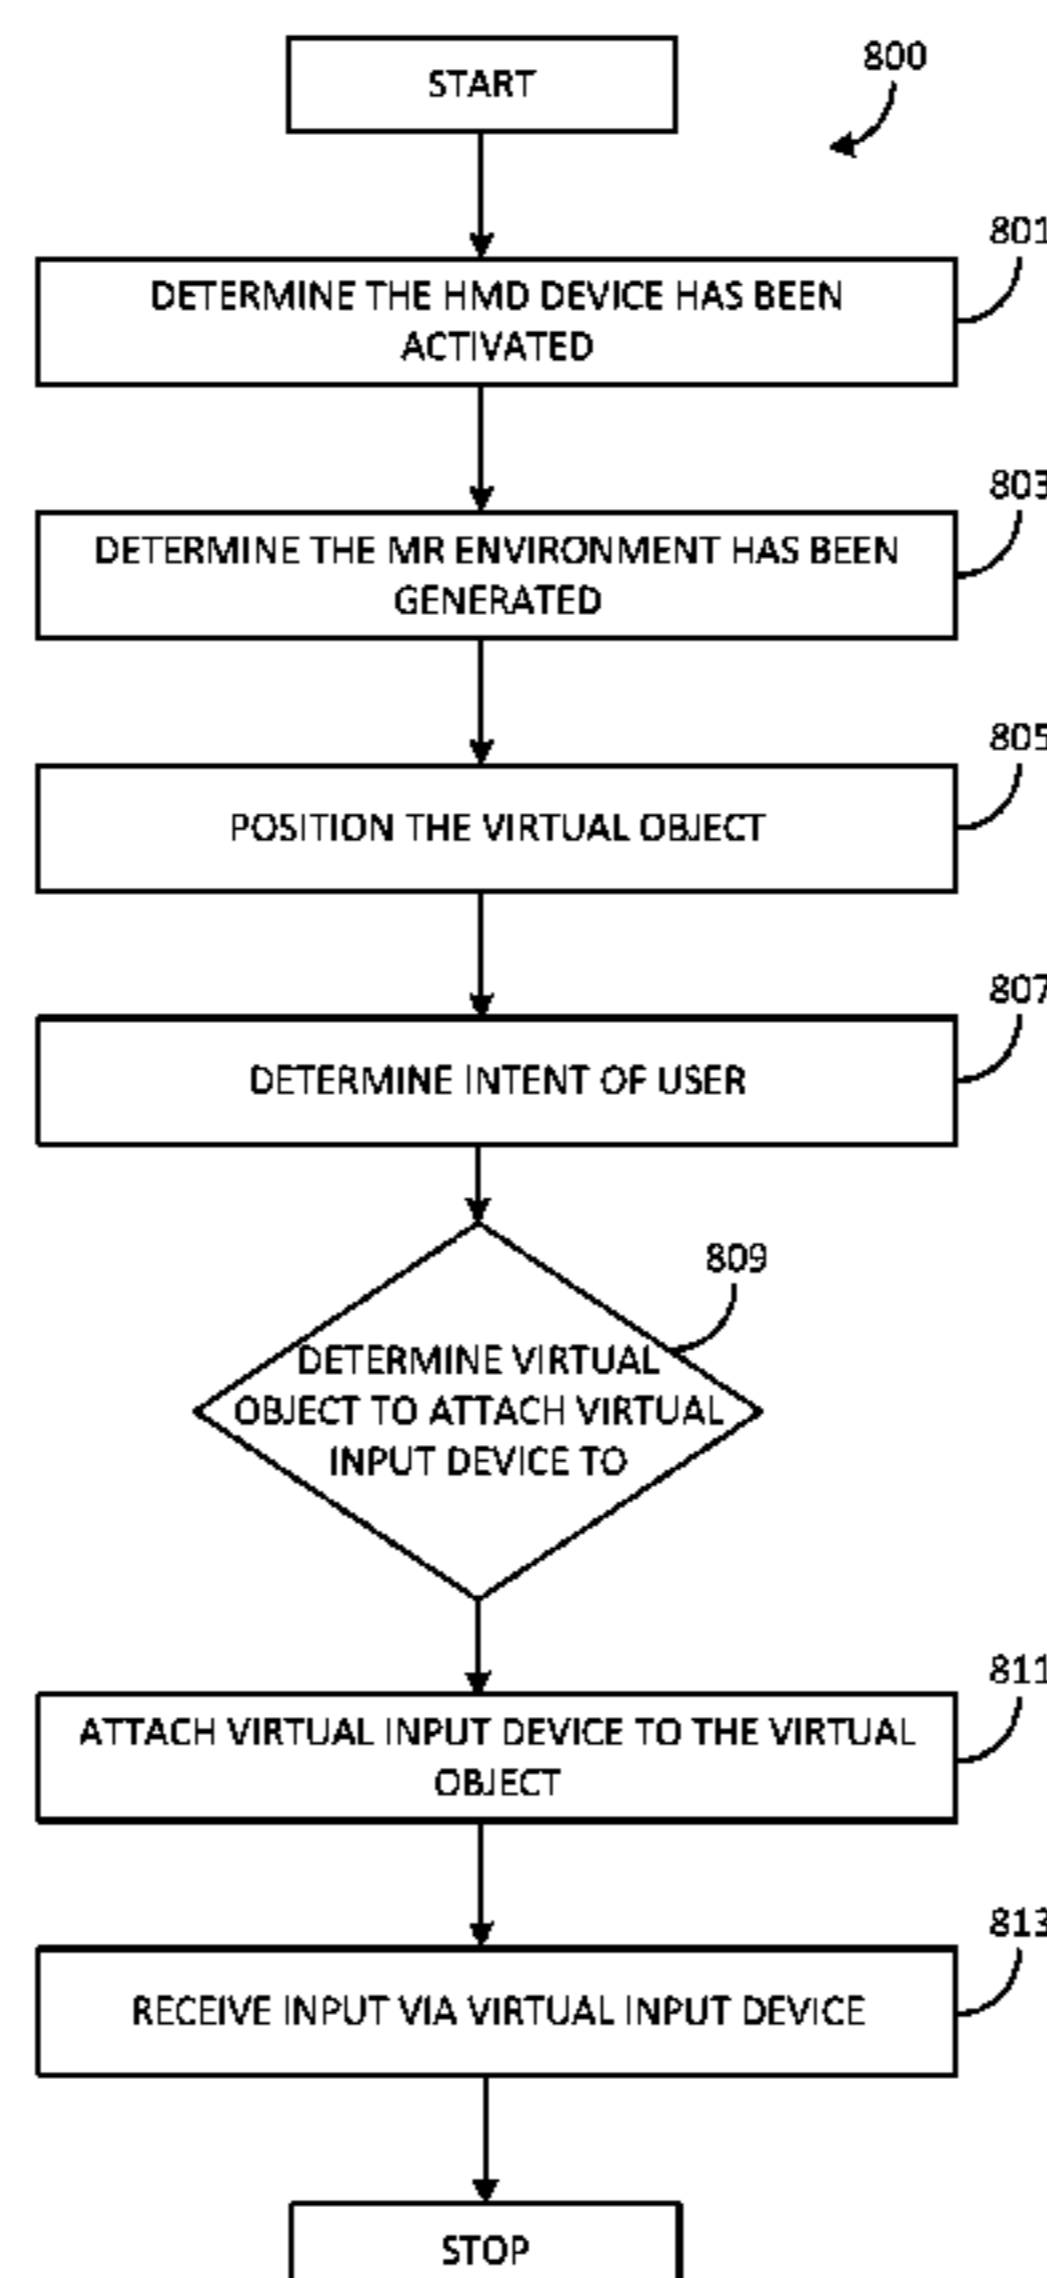 START
800
801
DETERMINE THE HMD DEVICE HAS BEEN
ACTIVATED
803
DETERMINE THE MR ENVIRONMENT HAS BEEN
GENERATED
805
POSITION THE VIRTUAL OBJECT
807
DETERMINE INTENT OF USER
809
DETERMINE VIRTUAL
OBJECT TO ATTACH VIRTUAL
INPUT DEVICE TO
811
ATTACH VIRTUAL INPUT DEVICE TO THE VIRTUAL
OBJECT
813
RECEIVE INPUT VIA VIRTUAL INPUT DEVICE
STOP